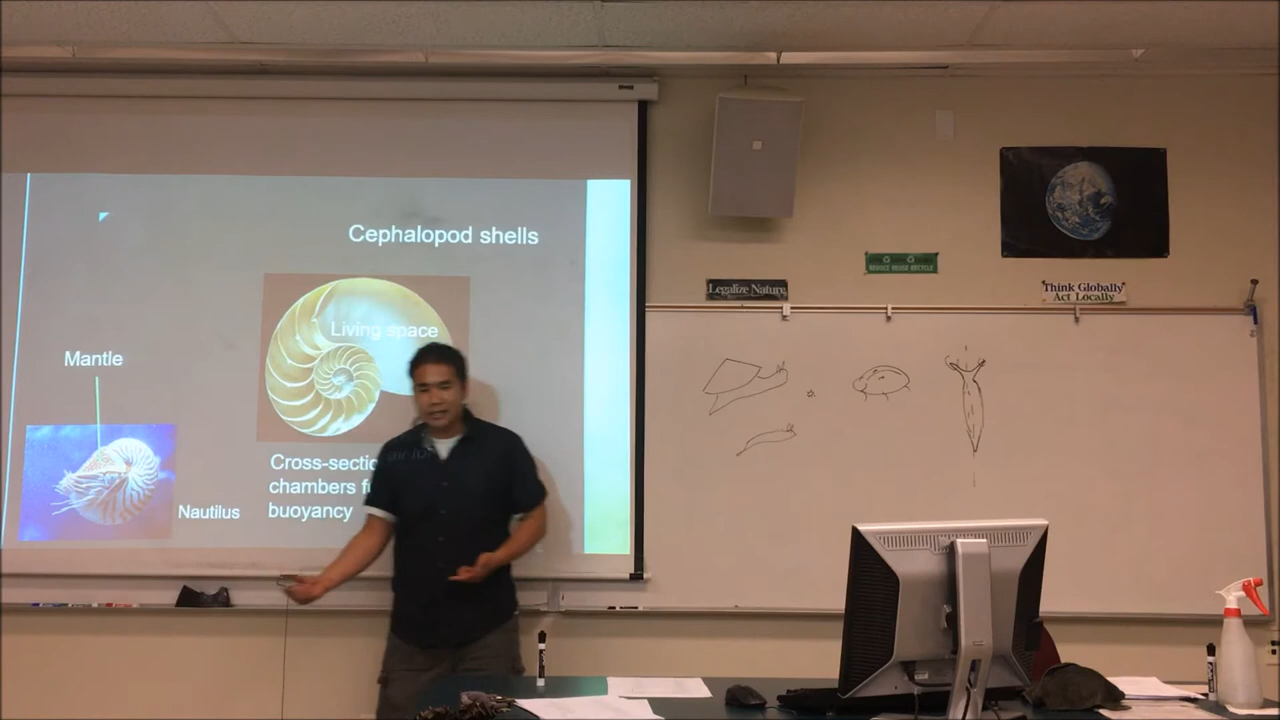 Cephalopod shells
Living space
Mantle
Cross-sectio
chambers f
buoyancy
Nautilus
Legalize Nature
REDUCE REUSE RECYCLE
Think Globally
Act Locally